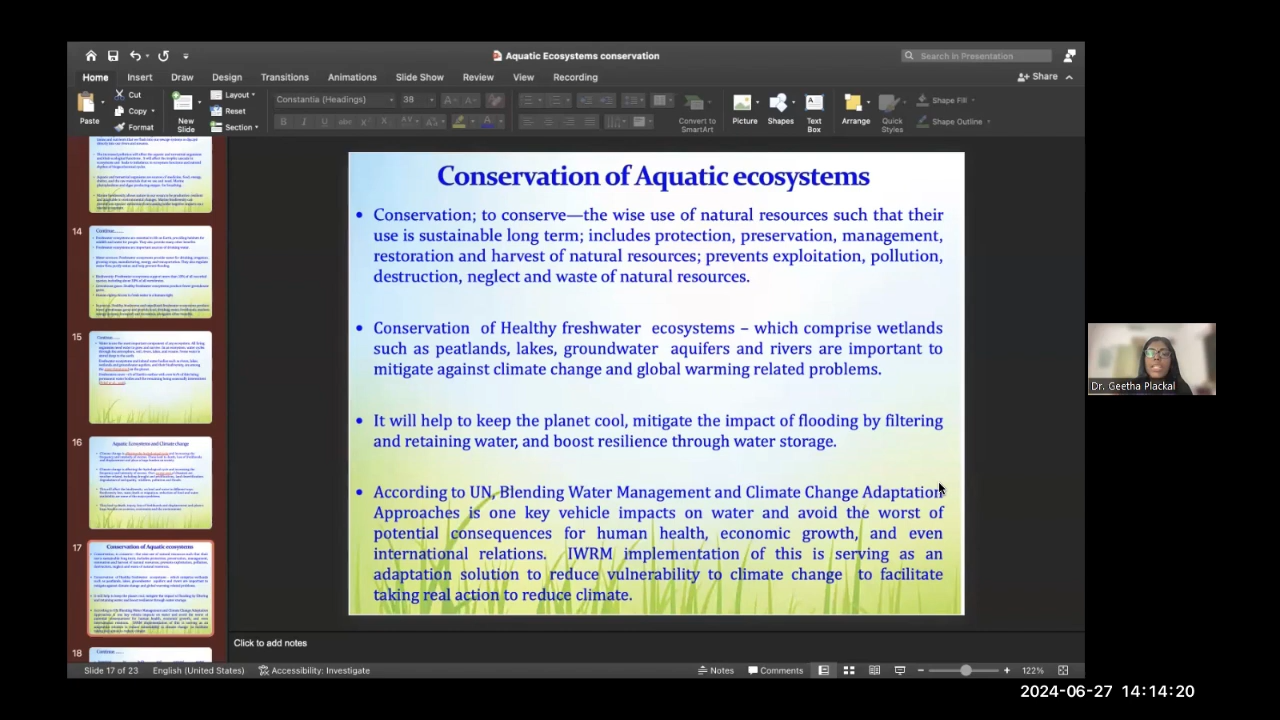 Aquatic Ecosystems conservation
Search in Presentation
Home Insert Draw Design Transitions Animations Slide Show Review View Recording
Share
Paste
Cut
Copy
Format
New Slide
Layout
Reset
Section
Constantia (Headings)
38
Convert to SmartArt
Picture
Shapes
Text Box
Arrange
Quick Styles
Shape Fill
Shape Outline
14
15
16
Aquatic Ecosystems and Climate change
17
Conservation of Aquatic ecosystems
18
Conservation of Aquatic ecosystems
• Conservation; to conserve—the wise use of natural resources such that their
use is sustainable long term; includes protection, preservation, management,
restoration and harvest of natural resources; prevents exploitation, pollution,
destruction, neglect and waste of natural resources.
• Conservation of Healthy freshwater ecosystems – which comprise wetlands
such as peatlands, lakes, groundwater aquifers and rivers are important to
mitigate against climate change and global warming related problems.
• It will help to keep the planet cool, mitigate the impact of flooding by filtering
and retaining water, and boost resilience through water storage.
• According to UN, Planning Water Management and Climate Change Adaptation
Approaches is one key vehicle impacts on water and avoid the worst of
potential consequences for human health, economic growth, and even
international relations. IWM implementation of this is serving as an
important to reduce vulnerability to climate change. to facilitate
taking real action to reduce climate.
Click to add notes
Slide 17 of 23
English (United States)
Accessibility: Investigate
Notes
Comments
122%
Dr. Geetha Plackal
2024-06-27 14:14:20